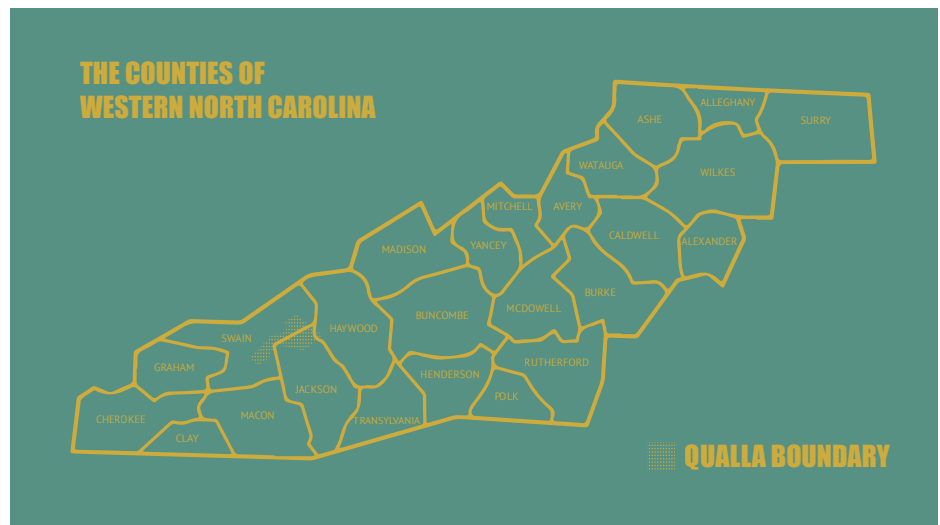 THE COUNTIES OF
WESTERN NORTH CAROLINA
ALLEGHANY
ASHE
SURRY
WATAUGA
WILKES
MITCHELL
AVERY
CALDWELL
ALEXANDER
YANCEY
MADISON
BURKE
MCDOWELL
BUNCOMBE
HAYWOOD
SWAIN
RUTHERFORD
GRAHAM
HENDERSON
JACKSON
POLK
MACON
CHEROKEE
TRANSYLVANIA
CLAY
QUALLA BOUNDARY